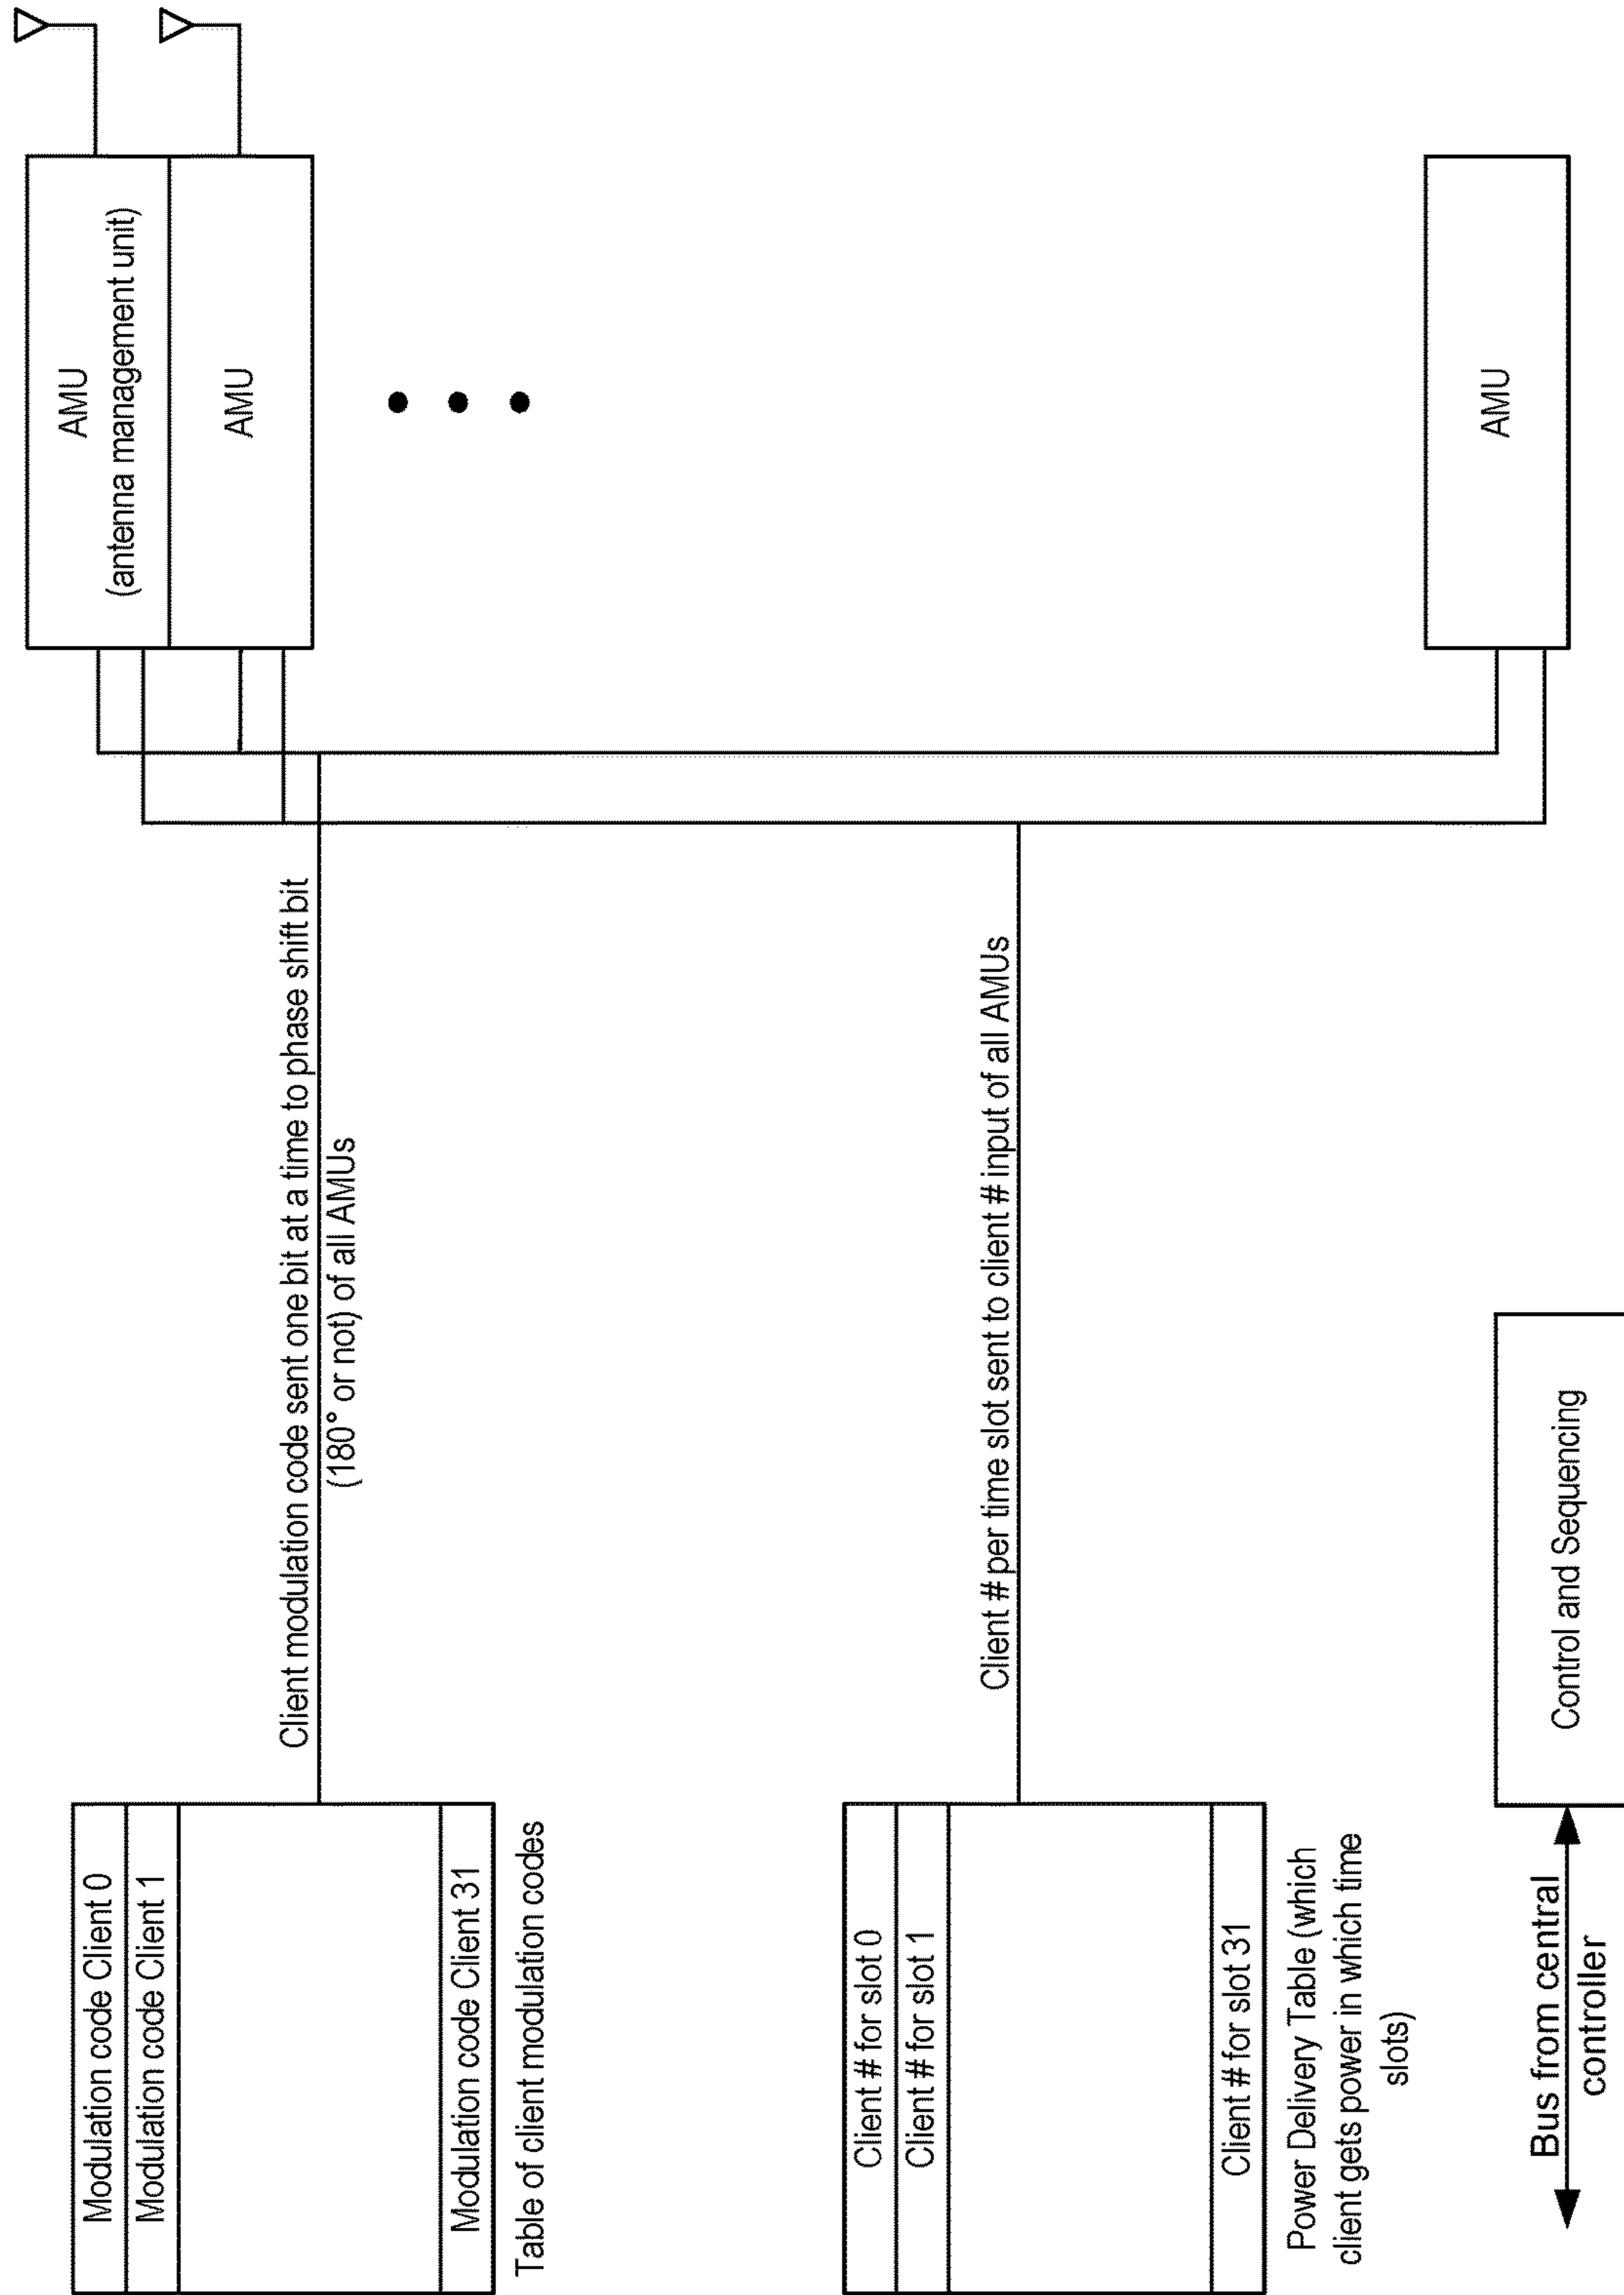 Modulation code Client 0
Modulation code Client 1
Modulation code Client 31
Table of client modulation codes
Client modulation code sent one bit at a time to phase shift bit
(180° or not) of all AMUs
AMU
(antenna management unit)
AMU
AMU
Client # for slot 0
Client # for slot 1
Client # for slot 31
Power Delivery Table (which
client gets power in which time
slots)
Client # per time slot sent to client # input of all AMUs
Bus from central
controller
Control and Sequencing